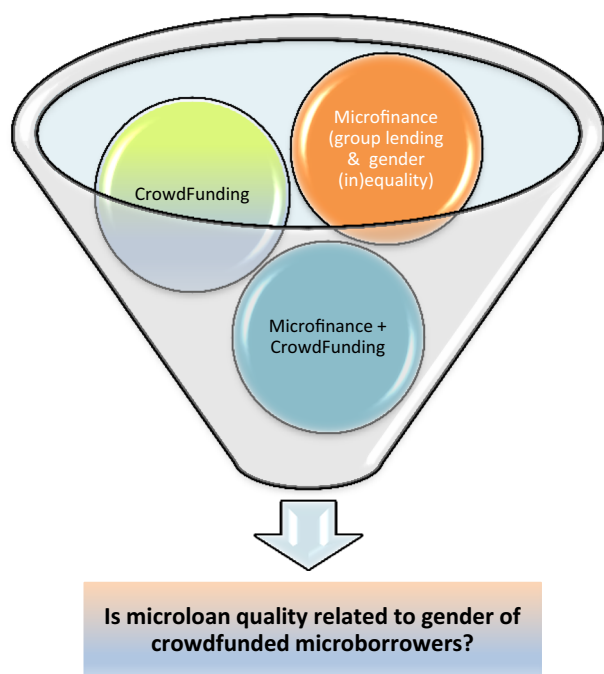 Microfinance
(group lending
& gender
(in)equality)
CrowdFunding
Microfinance +
CrowdFunding
Is microloan quality related to gender of
crowdfunded microborrowers?